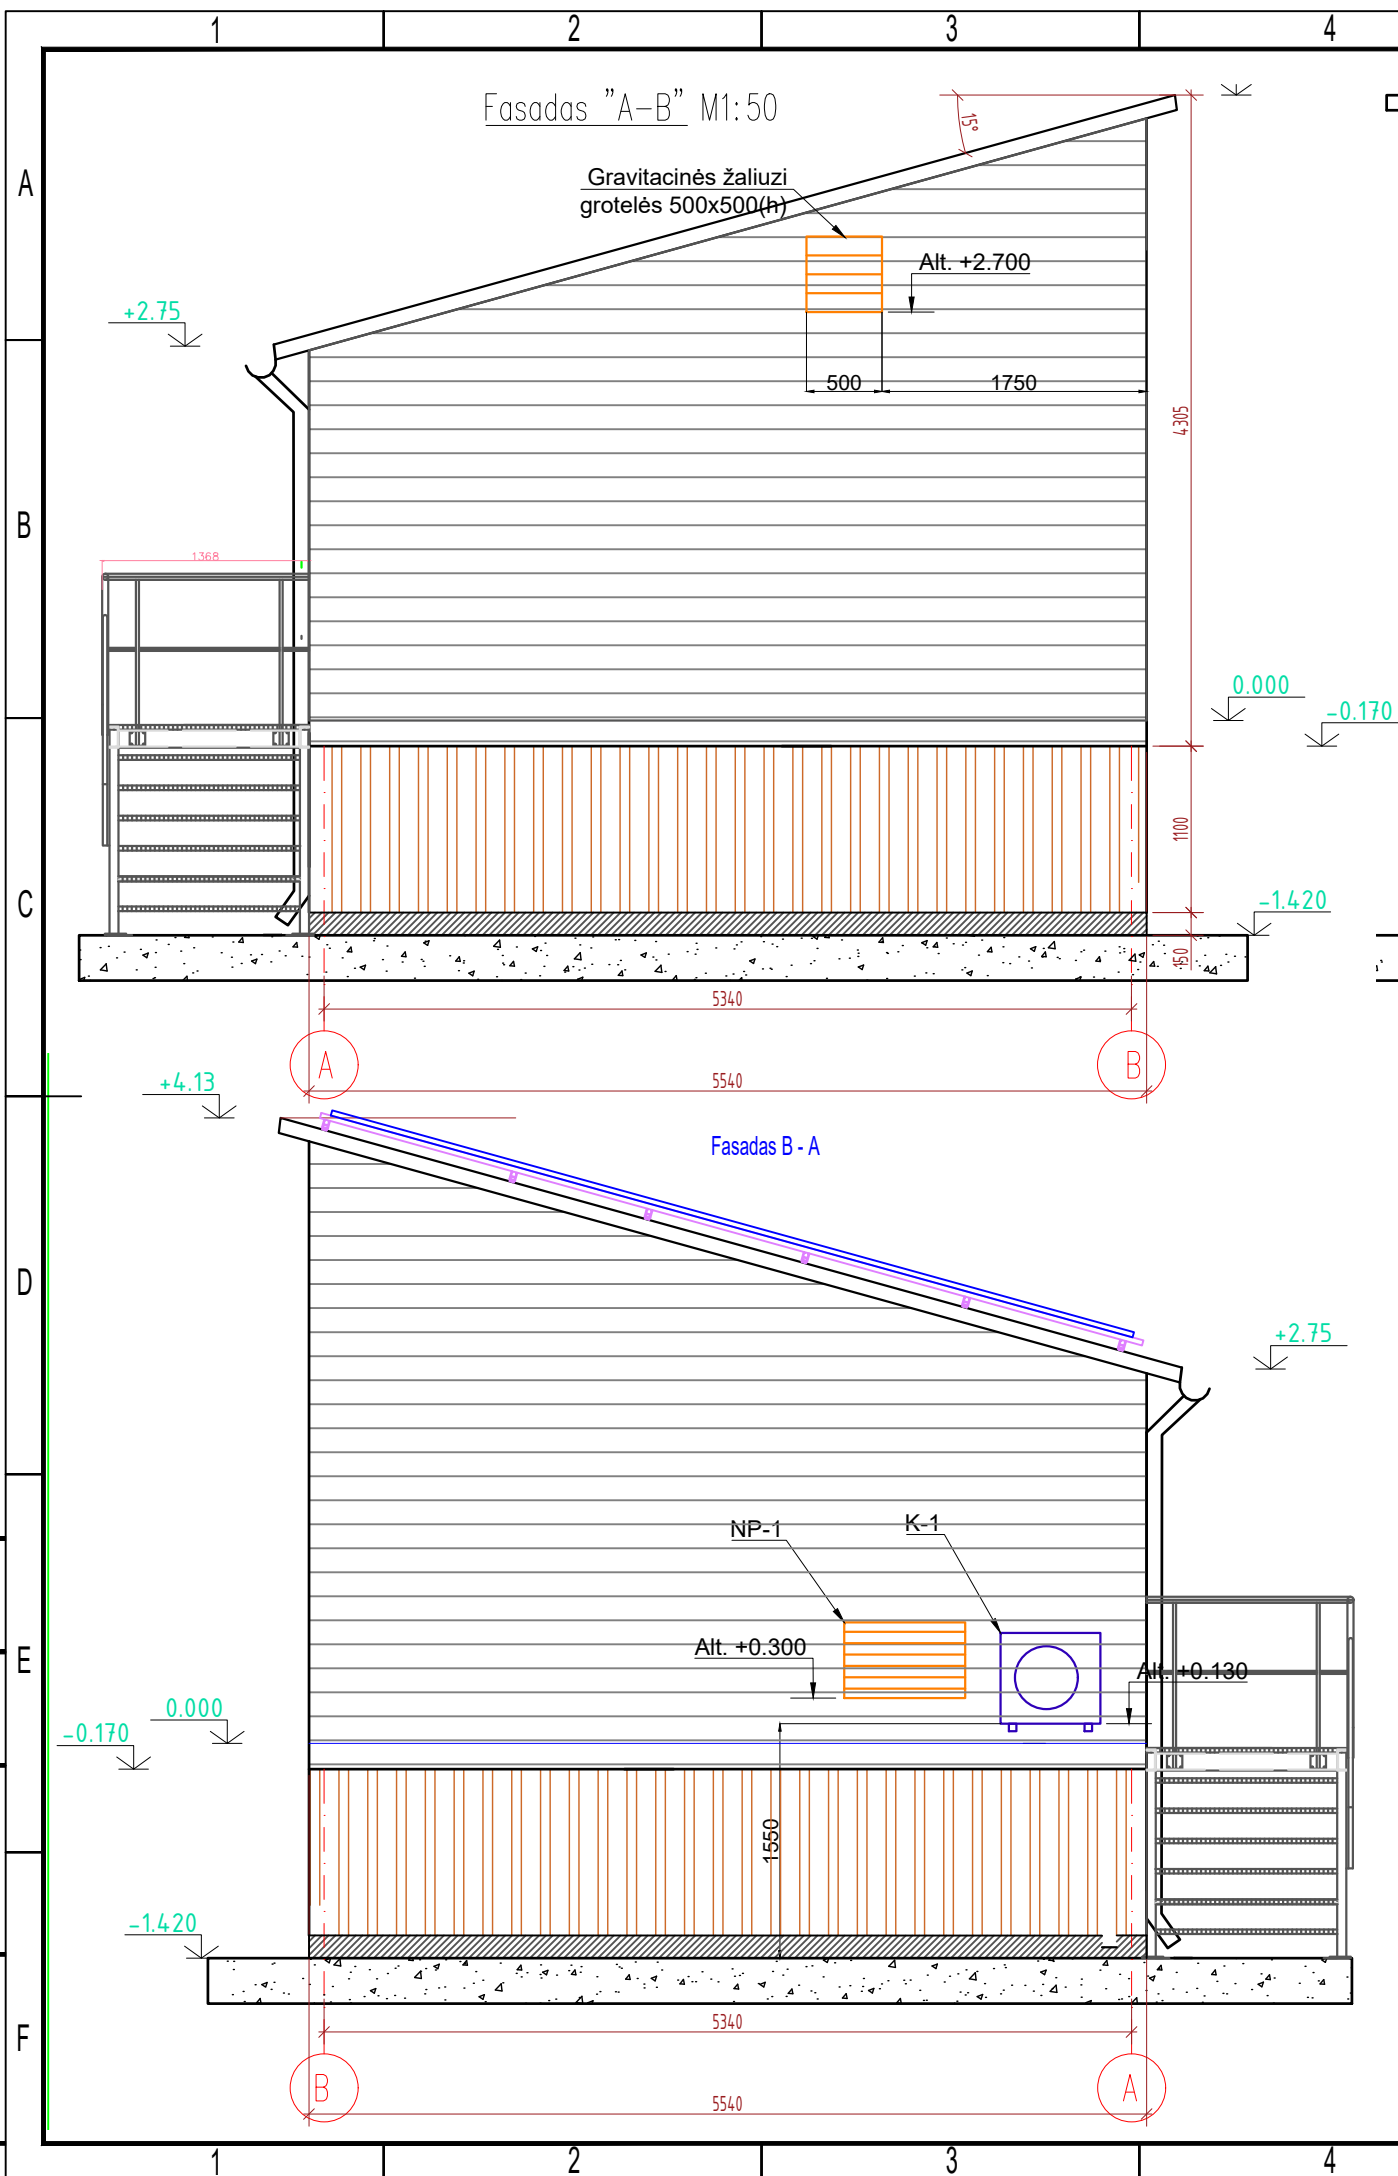 1 2 3 4
Fasadas "A-B" M1:50
15°
A
Gravitacinės žaliuzi
grotelės 500x500(h)
Alt. +2.700
+2.75
500
1750
4305
B
1368
0.000
-0.170
1100
C
-1.420
150
5340
A
B
5540
+4.13
Fasadas B - A
D
+2.75
NP-1
K-1
E
Alt. +0.300
Alt. +0.130
0.000
-0.170
1550
-1.420
F
5340
B
A
5540
1 2 3 4